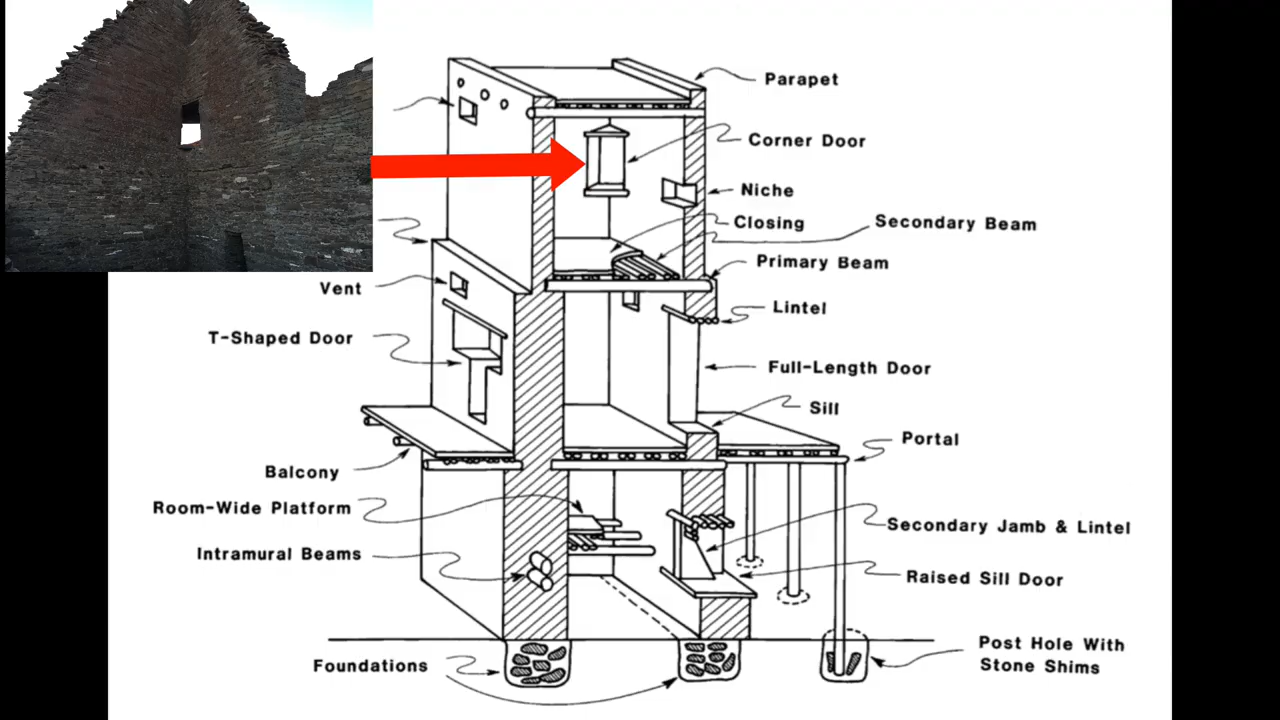 Parapet
Corner Door
Niche
Closing
Secondary Beam
Primary Beam
Vent
Lintel
T-Shaped Door
Full-Length Door
Sill
Portal
Balcony
Room-Wide Platform
Secondary Jamb & Lintel
Intramural Beams
Raised Sill Door
Post Hole With
Stone Shims
Foundations